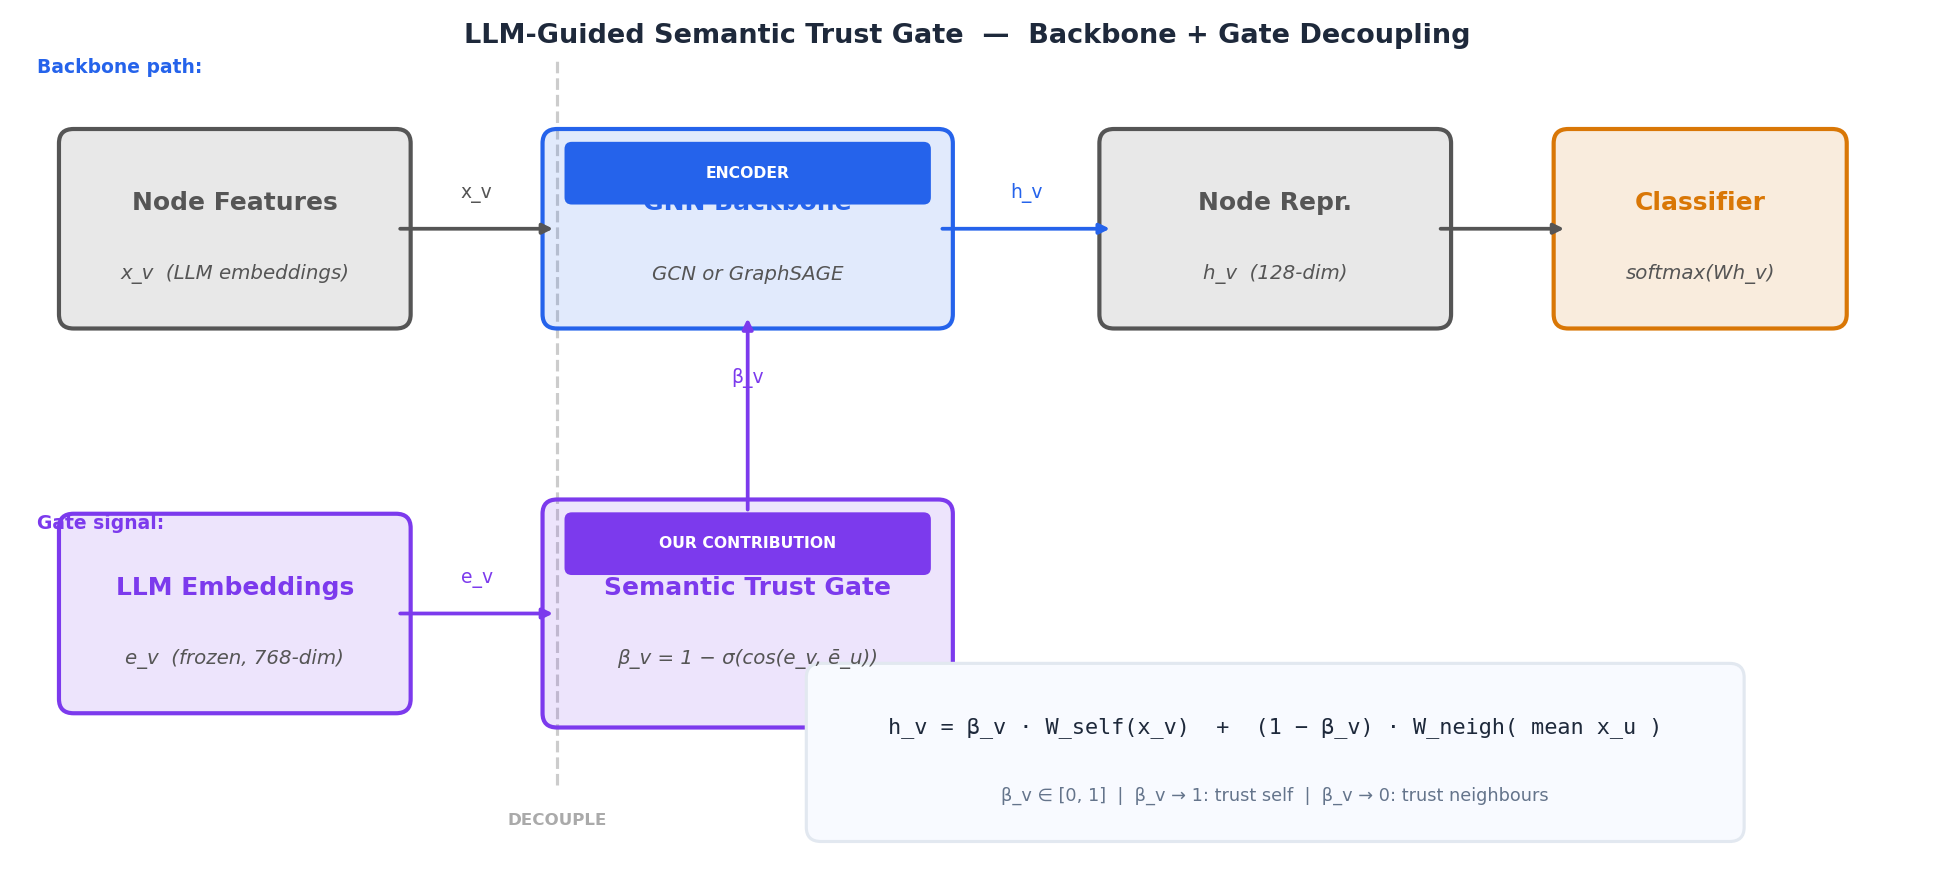 LLM-Guided Semantic Trust Gate — Backbone + Gate Decoupling
Backbone path:
Node Features
x_v (LLM embeddings)
x_v
ENCODER
GNN Backbone
GCN or GraphSAGE
h_v
Node Repr.
h_v (128-dim)
Classifier
softmax(Wh_v)
β_v
Gate signal:
LLM Embeddings
e_v (frozen, 768-dim)
e_v
OUR CONTRIBUTION
Semantic Trust Gate
β_v = 1 − σ(cos(e_v, ē_u))
h_v = β_v · W_self(x_v) + (1 − β_v) · W_neigh( mean x_u )
β_v ∈ [0, 1] | β_v → 1: trust self | β_v → 0: trust neighbours
DECOUPLE